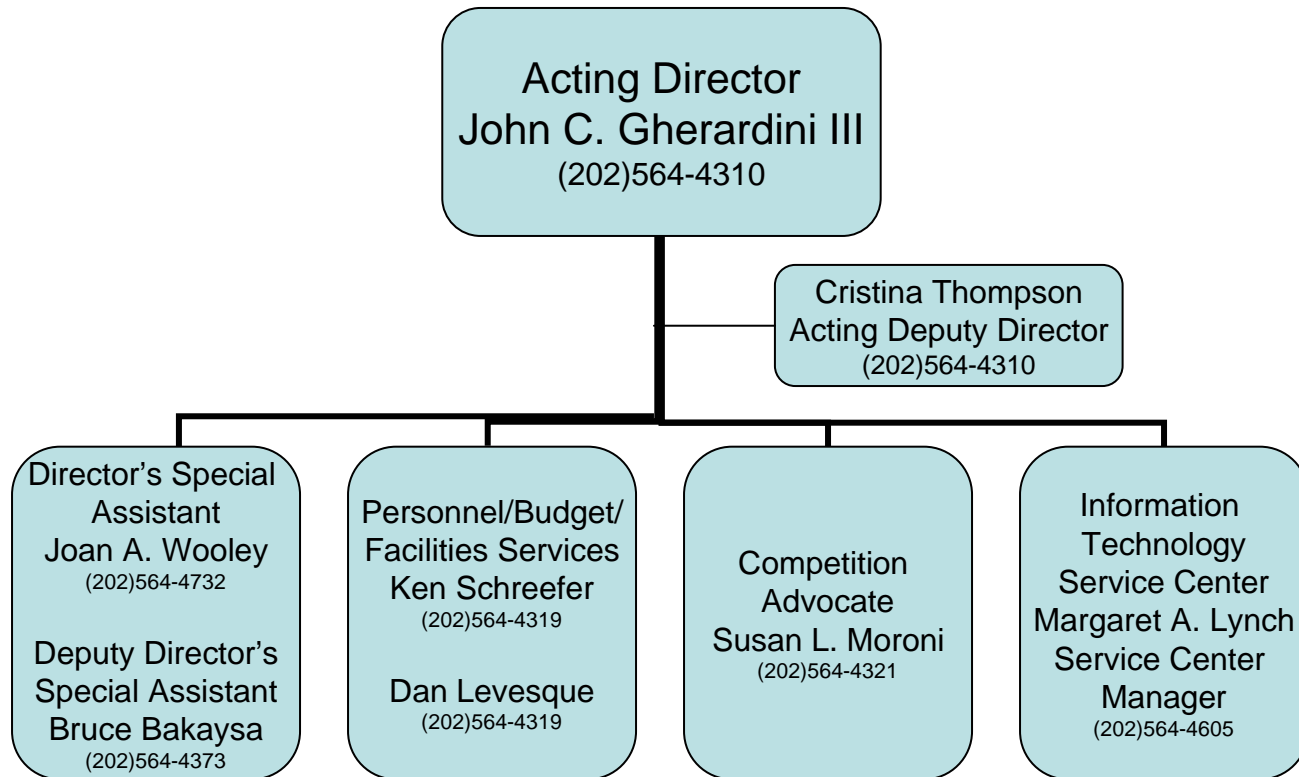 Acting Director
John C. Gherardini III
(202)564-4310
Cristina Thompson
Acting Deputy Director
(202)564-4310
Director’s Special
Assistant
Joan A. Wooley
(202)564-4732
Deputy Director’s
Special Assistant
Bruce Bakaysa
(202)564-4373
Personnel/Budget/
Facilities Services
Ken Schreefer
(202)564-4319
Dan Levesque
(202)564-4319
Competition
Advocate
Susan L. Moroni
(202)564-4321
Information
Technology
Service Center
Margaret A. Lynch
Service Center
Manager
(202)564-4605